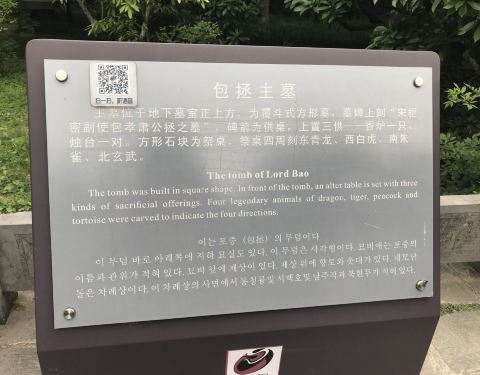 扫一扫，听语音
包拯主墓
主墓位于地下墓室正上方，为覆斗式方形墓，墓碑上刻“宋枢
密副使包孝肃公拯之墓”，碑前为供桌，上置三供——香炉一只，
烛台一对。方形石块为祭桌，祭桌四周刻东青龙、西白虎、南朱
雀、北玄武。
The tomb of Lord Bao
The tomb was built in square shape. In front of the tomb, an alter table is set with three
kinds of sacrificial offerings. Four legendary animals of dragon, tiger, peacock and
tortoise were carved to indicate the four directions.
이는 포증 (包拯) 의 무덤이다
이 무덤 바로 아래쪽에 지하 묘실도 있다. 이 무덤은 사각형이다. 묘비에는 포증의
이름과 관위가 적혀 있다. 묘비 앞에 제상이 있다. 제상 위에 향로와 촛대가 있다. 네모난
돌은 차례상이다. 이 차례상의 사면에서 동청룡및 서백호및 남주작과 북현무가 적혀 있다.